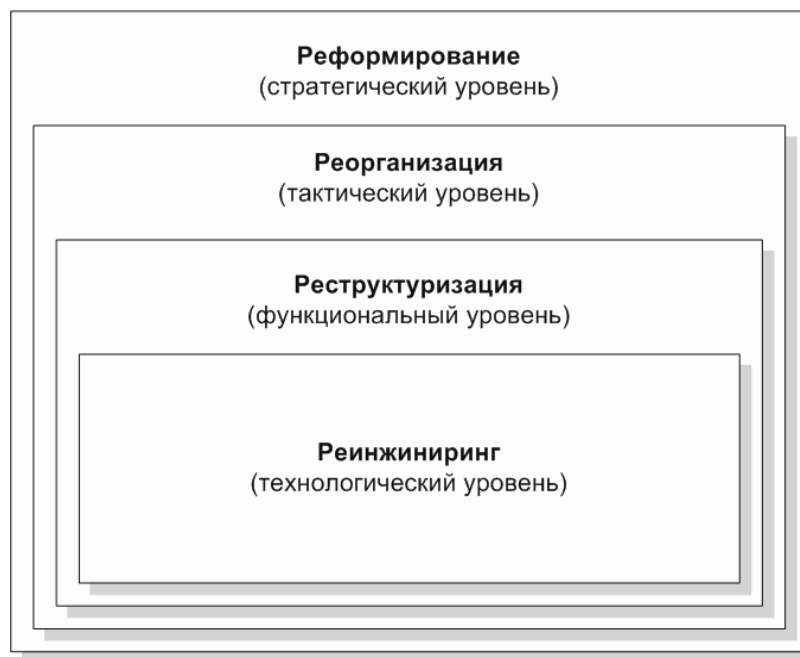 Реформирование
(стратегический уровень)
Реорганизация
(тактический уровень)
Реструктуризация
(функциональный уровень)
Реинжиниринг
(технологический уровень)